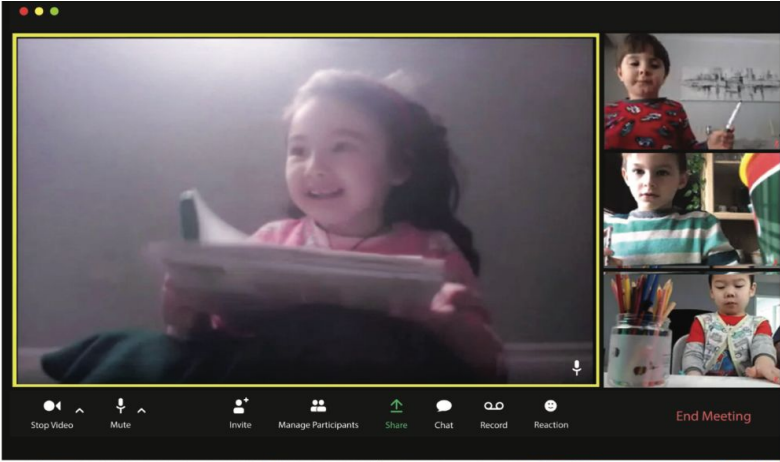 Stop Video
Mute
Invite
Manage Participants
Share
Chat
Record
Reaction
End Meeting